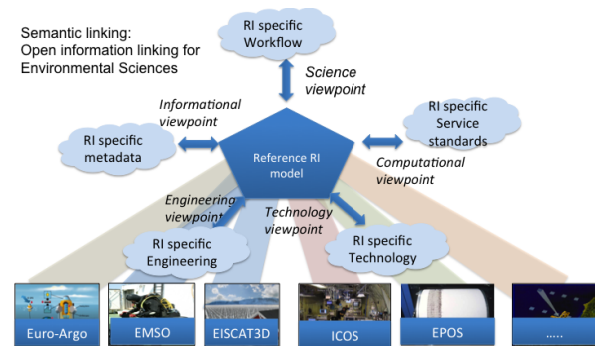 Semantic linking:
Open information linking for
Environmental Sciences
RI specific
Workflow
Science
viewpoint
Informational
viewpoint
RI specific
metadata
RI specific
Service
standards
Reference RI
model
Computational
viewpoint
Engineering
viewpoint
Technology
viewpoint
RI specific
Engineering
RI specific
Technology
Euro-Argo
EMSO
EISCAT3D
ICOS
EPOS
.....